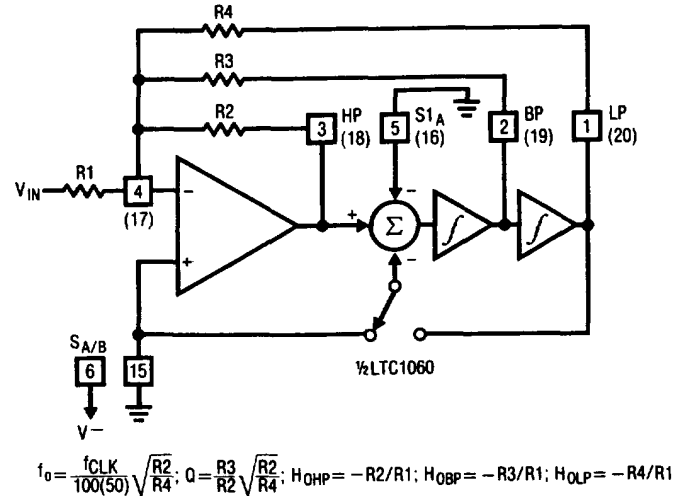 R4
R3
R2
HP
3
(18)
S1A
5
(16)
BP
2
(19)
LP
1
(20)
R1
VIN
4
(17)
−
+
+
Σ
−
−
∫
∫
SA/B
6
15
V−
½LTC1060
fo = fCLK/100(50) √R2/R4; Q = R3/R2 √R2/R4; HOHP = −R2/R1; HOBP = −R3/R1; HOLP = −R4/R1